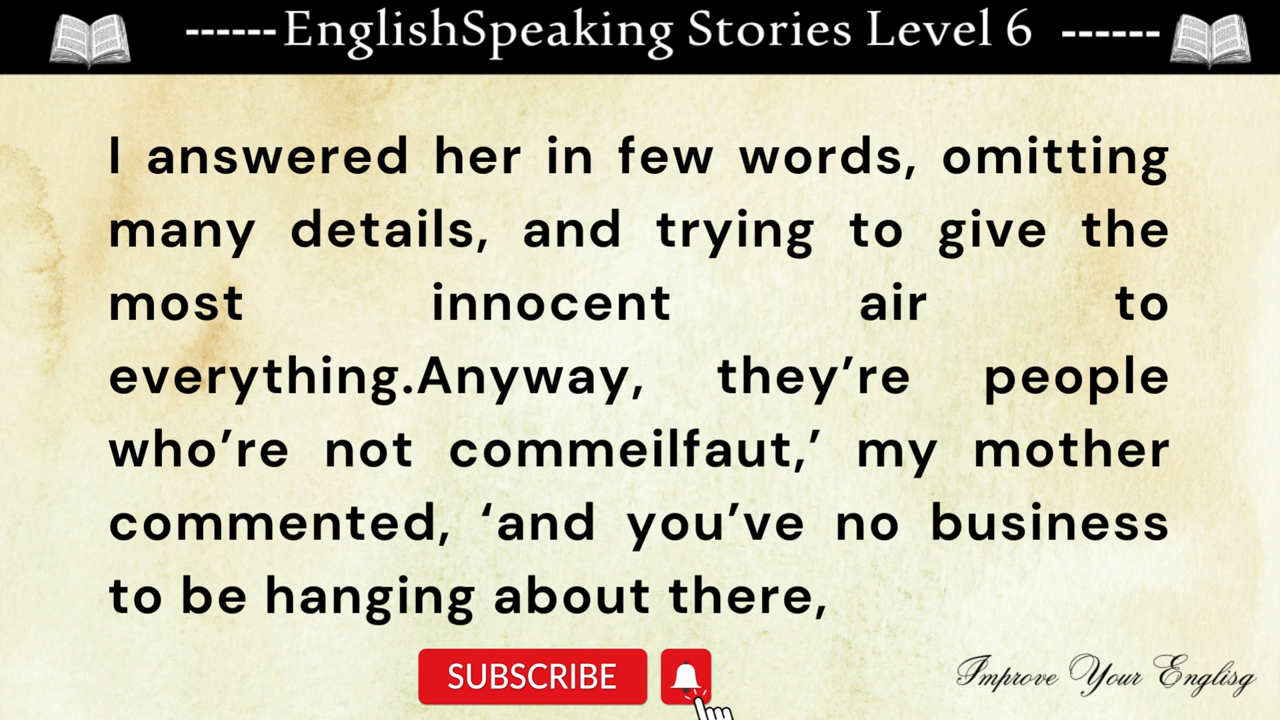 ------EnglishSpeaking Stories Level 6 ------
I answered her in few words, omitting
many details, and trying to give the
most innocent air to
everything.Anyway, they’re people
who’re not commeilfaut,’ my mother
commented, ‘and you’ve no business
to be hanging about there,
SUBSCRIBE
Improve Your Englisg